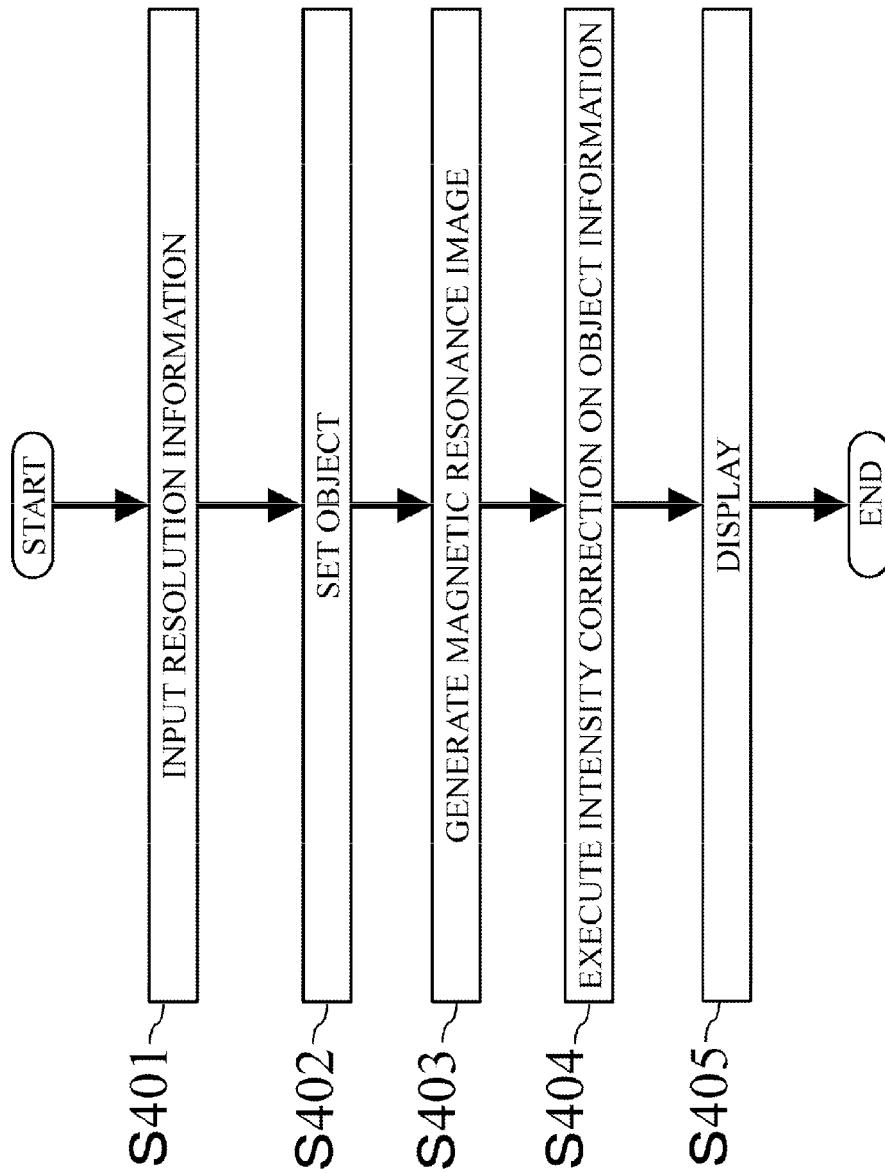 START
S401
INPUT RESOLUTION INFORMATION
S402
SET OBJECT
S403
GENERATE MAGNETIC RESONANCE IMAGE
S404
EXECUTE INTENSITY CORRECTION ON OBJECT INFORMATION
S405
DISPLAY
END